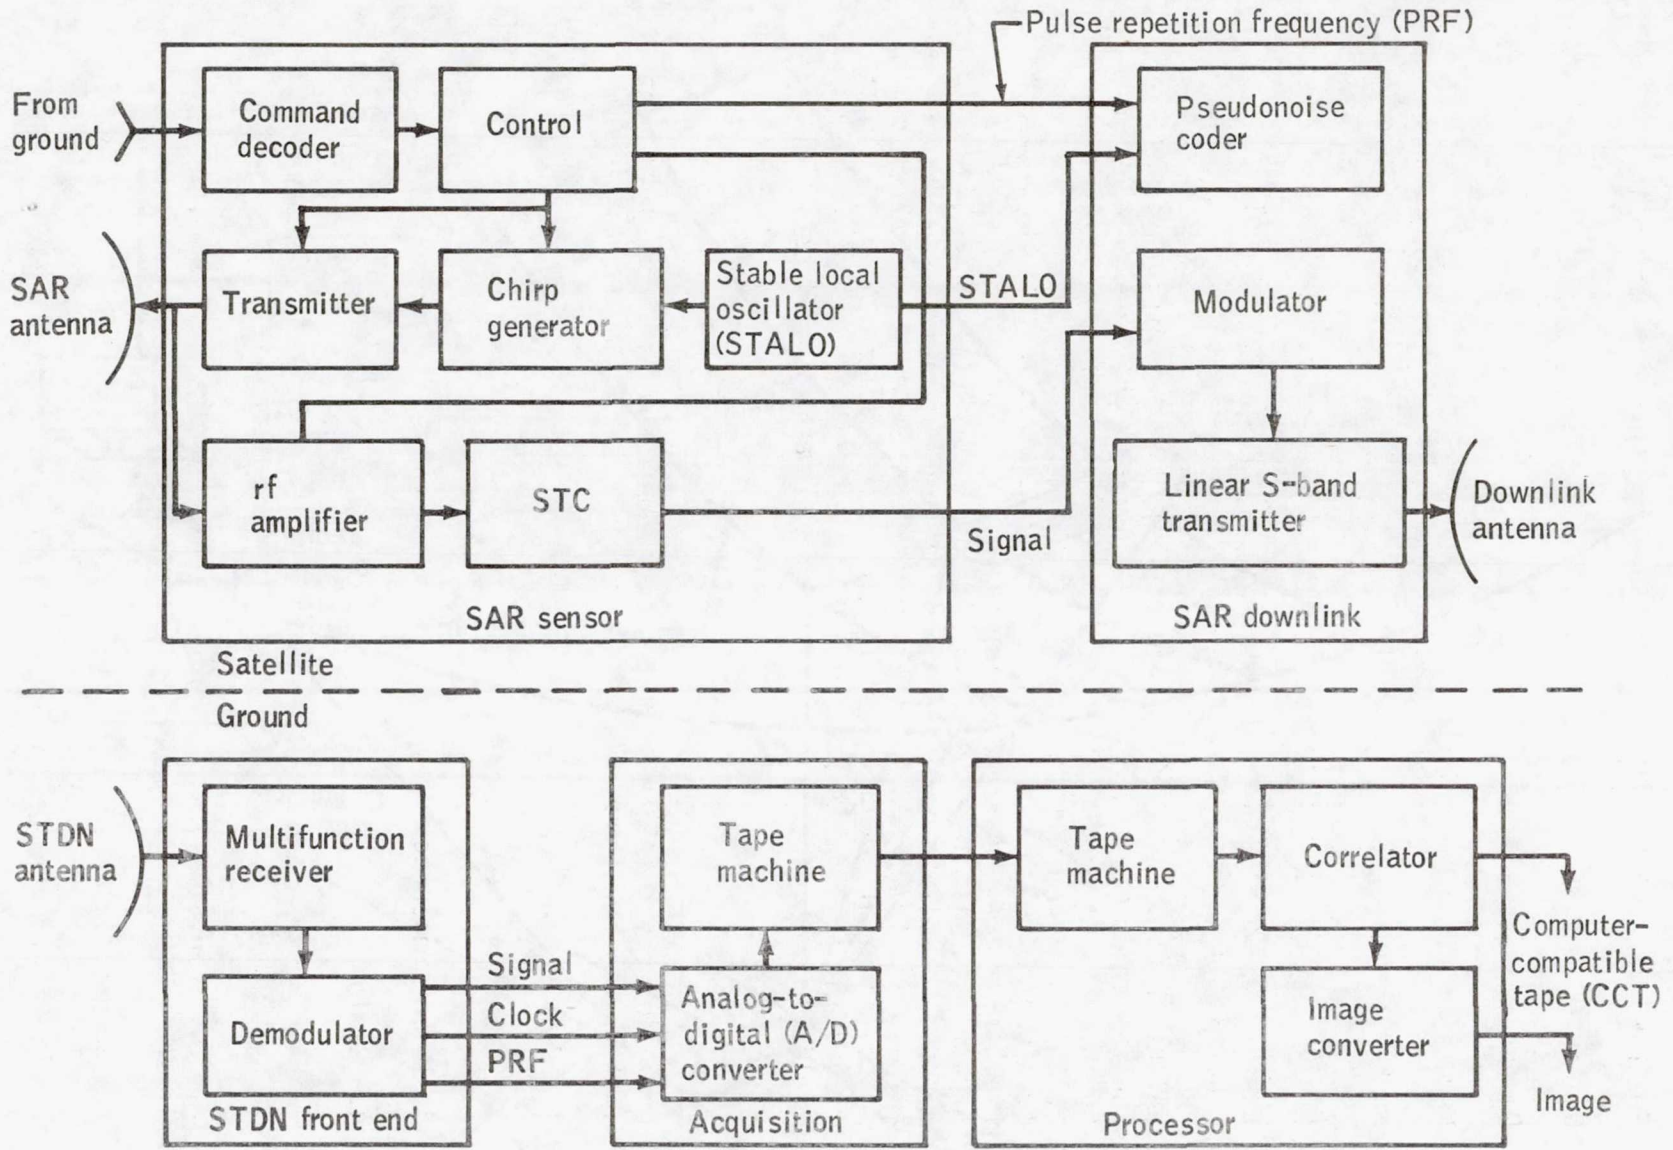 Pulse repetition frequency (PRF)
From
ground
Command
decoder
Control
Pseudonoise
coder
SAR
antenna
Transmitter
Chirp
generator
Stable local
oscillator
(STALO)
STALO
Modulator
rf
amplifier
STC
Signal
Linear S-band
transmitter
Downlink
antenna
SAR sensor
SAR downlink
Satellite
Ground
STDN
antenna
Multifunction
receiver
Tape
machine
Tape
machine
Correlator
Computer-
compatible
tape (CCT)
Signal
Clock
PRF
Demodulator
Analog-to-
digital (A/D)
converter
Image
converter
Image
STDN front end
Acquisition
Processor